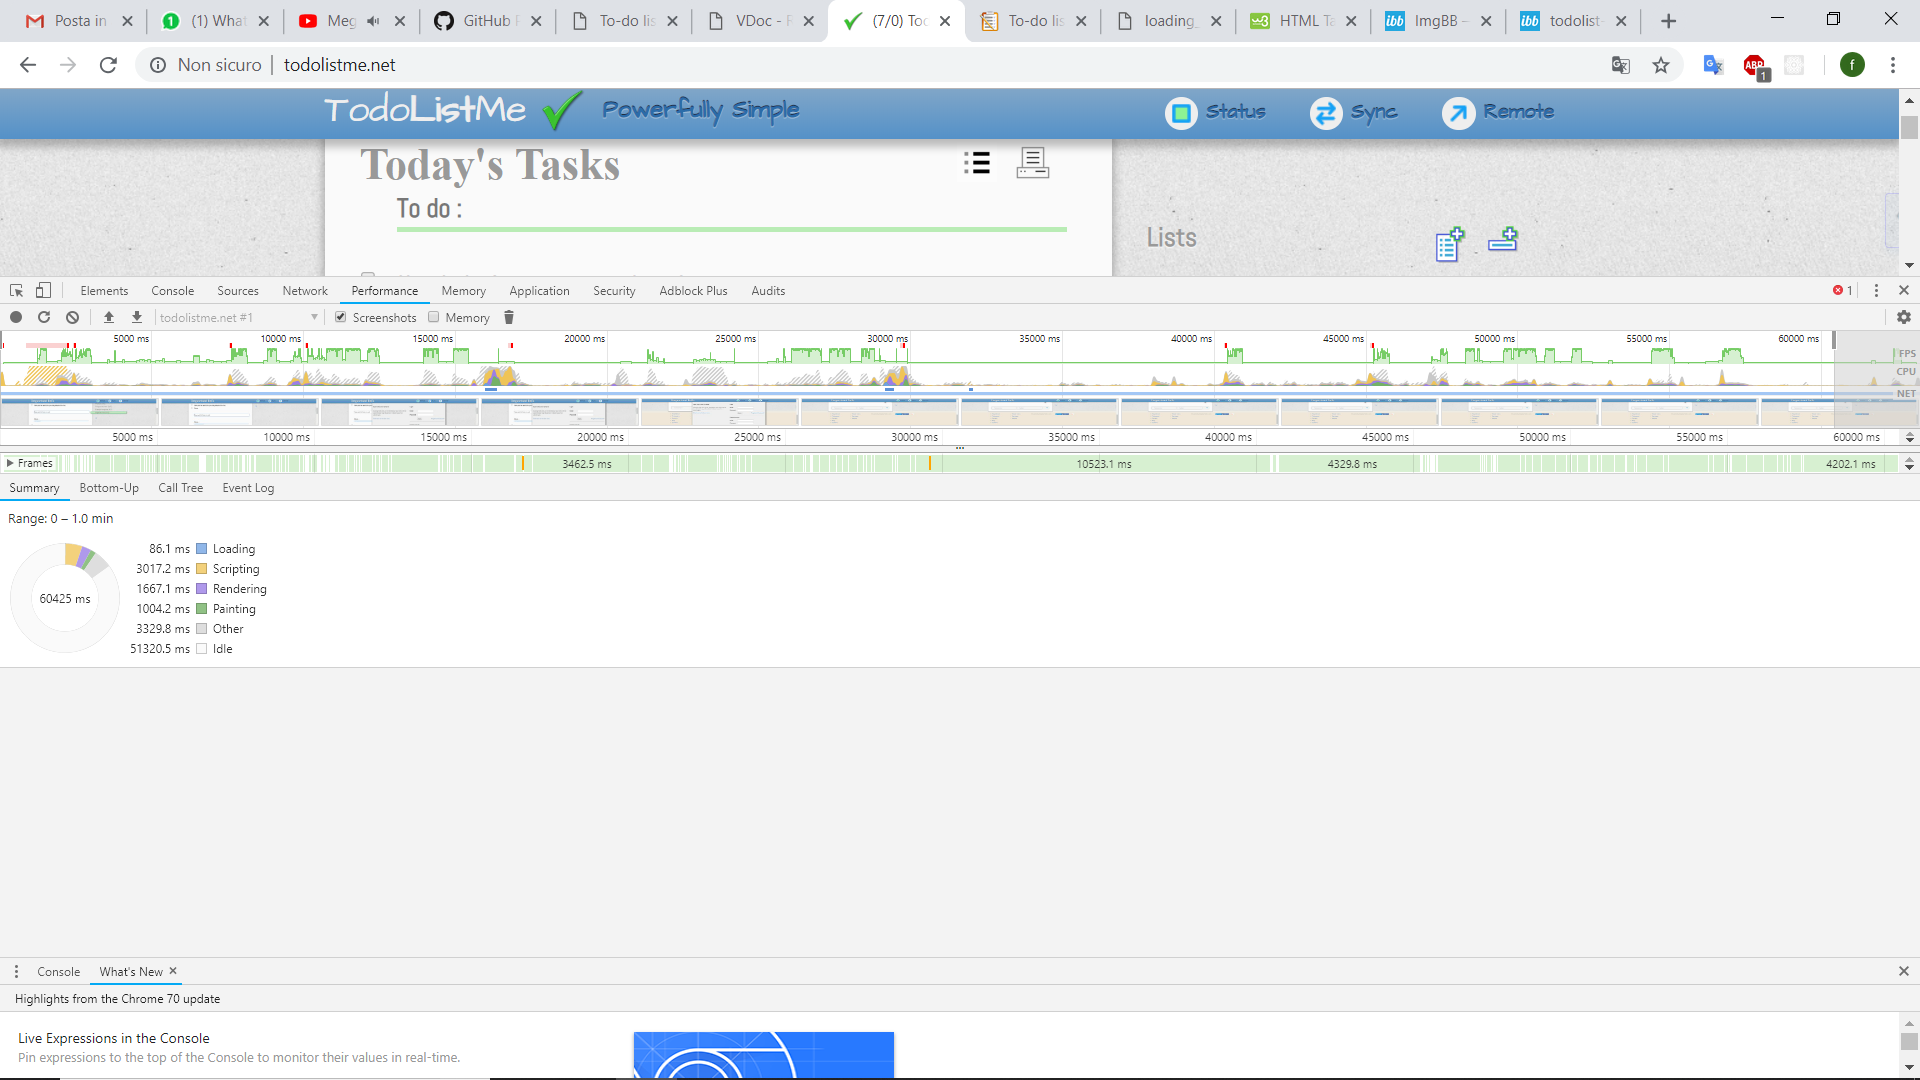 Posta in
(1) What
Meg
GitHub
To-do lis
VDoc - F
(7/0) Too
To-do lis
loading_
HTML Ta
ImgBB –
todolist-
Non sicuro
todolistme.net
ABP
1
f
TodoListMe
Powerfully Simple
Status
Sync
Remote
Today's Tasks
To do :
Lists
Elements
Console
Sources
Network
Performance
Memory
Application
Security
Adblock Plus
Audits
1
todolistme.net #1
Screenshots
Memory
5000 ms
10000 ms
15000 ms
20000 ms
25000 ms
30000 ms
35000 ms
40000 ms
45000 ms
50000 ms
55000 ms
60000 ms
FPS
CPU
NET
5000 ms
10000 ms
15000 ms
20000 ms
25000 ms
30000 ms
35000 ms
40000 ms
45000 ms
50000 ms
55000 ms
60000 ms
Frames
3462.5 ms
10523.1 ms
4329.8 ms
4202.1 ms
Summary
Bottom-Up
Call Tree
Event Log
Range: 0 – 1.0 min
60425 ms
86.1 ms Loading
3017.2 ms Scripting
1667.1 ms Rendering
1004.2 ms Painting
3329.8 ms Other
51320.5 ms Idle
Console
What's New
Highlights from the Chrome 70 update
Live Expressions in the Console
Pin expressions to the top of the Console to monitor their values in real-time.